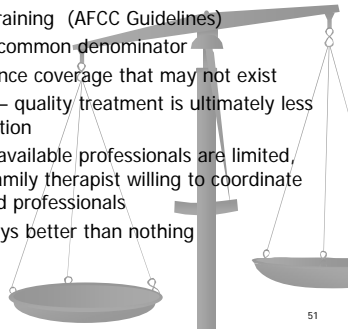 raining (AFCC Guidelines)
common denominator
nce coverage that may not exist
– quality treatment is ultimately less
tion
available professionals are limited,
amily therapist willing to coordinate
d professionals
ys better than nothing
51